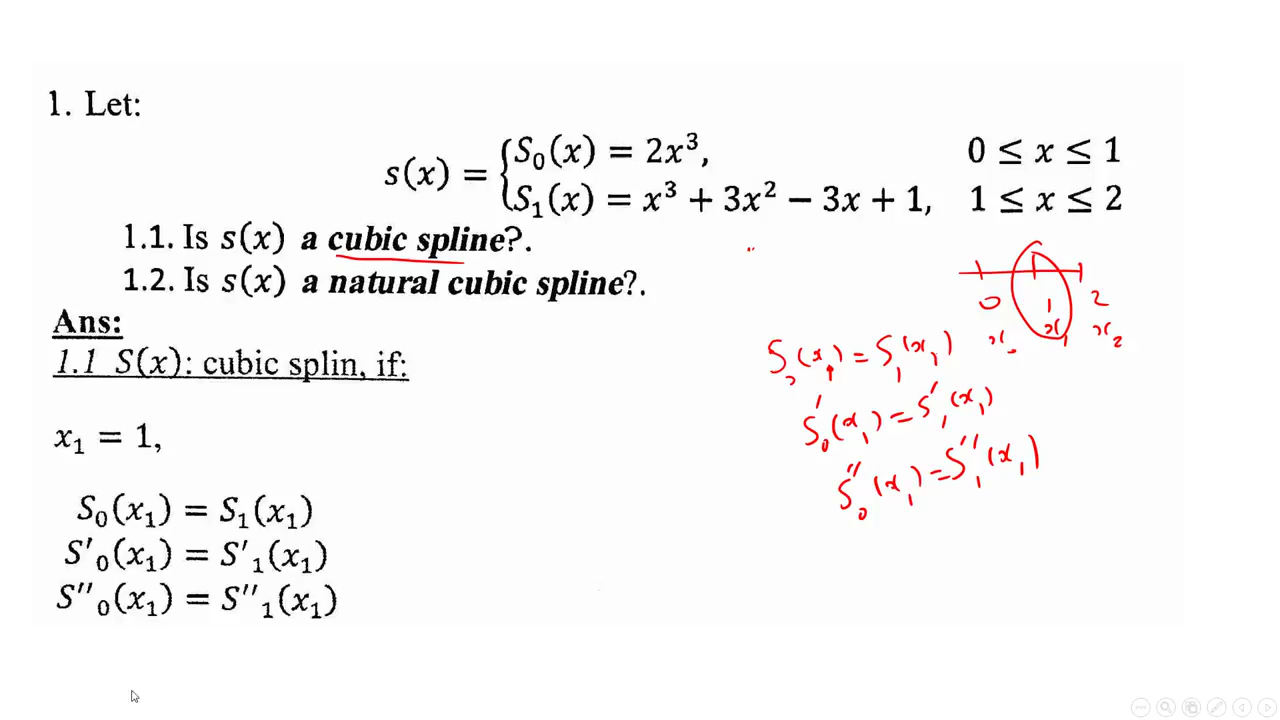 1. Let:
s(x) = { S₀(x) = 2x³, 0 ≤ x ≤ 1
S₁(x) = x³ + 3x² − 3x + 1, 1 ≤ x ≤ 2
1.1. Is s(x) a cubic spline?.
1.2. Is s(x) a natural cubic spline?.
0 1 2
x₀ x₁ x₂
Ans:
1.1 S(x): cubic splin, if:
S₀(x₁) = S₁(x₁)
S′₀(x₁) = S′₁(x₁)
S″₀(x₁) = S″₁(x₁)
x₁ = 1,
S₀(x₁) = S₁(x₁)
S′₀(x₁) = S′₁(x₁)
S″₀(x₁) = S″₁(x₁)